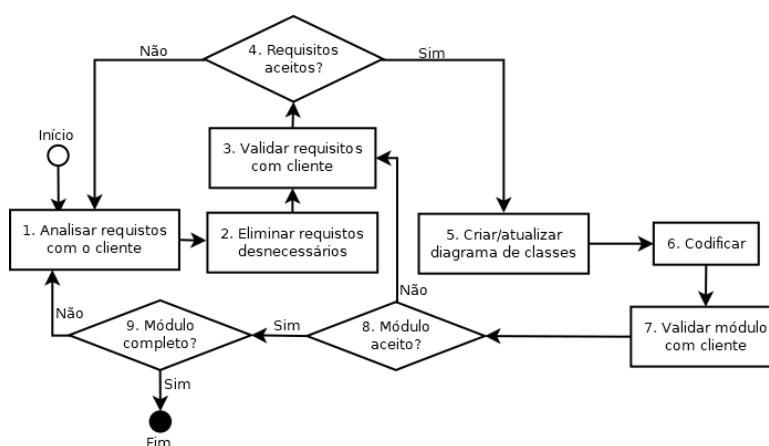 Não
4. Requisitos
aceitos?
Sim
Início
3. Validar requisitos
com cliente
1. Analisar requistos
com o cliente
2. Eliminar requistos
desnecessários
5. Criar/atualizar
diagrama de classes
6. Codificar
Não
Não
9. Módulo
completo?
Sim
8. Módulo
aceito?
7. Validar módulo
com cliente
Sim
Fim